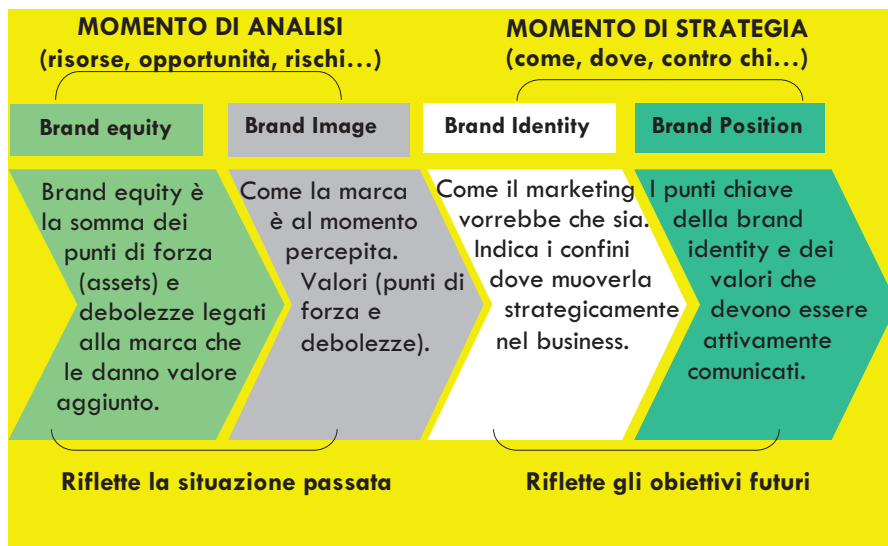 MOMENTO DI ANALISI
(risorse, opportunità, rischi…)
MOMENTO DI STRATEGIA
(come, dove, contro chi…)
Brand equity
Brand Image
Brand Identity
Brand Position
Brand equity è
la somma dei
punti di forza
(assets) e
debolezze legati
alla marca che
le danno valore
aggiunto.
Come la marca
è al momento
percepita.
Valori (punti di
forza e
debolezze).
Come il marketing
vorrebbe che sia.
Indica i confini
dove muoverla
strategicamente
nel business.
I punti chiave
della brand
identity e dei
valori che
devono essere
attivamente
comunicati.
Riflette la situazione passata
Riflette gli obiettivi futuri